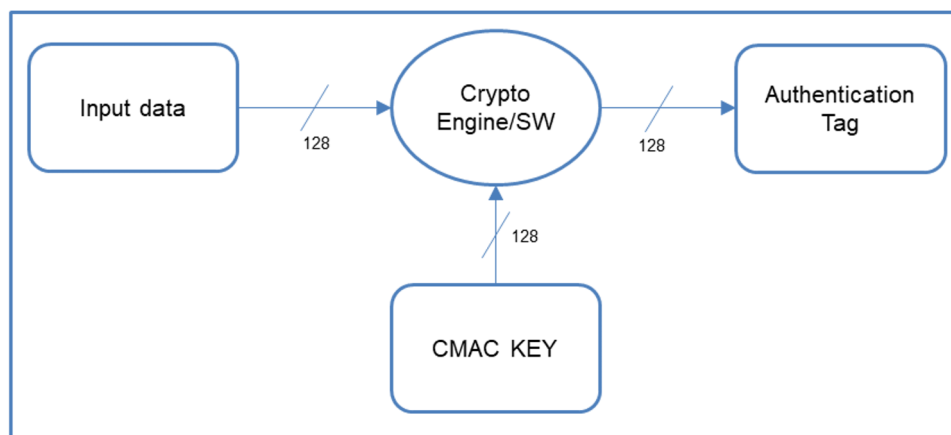 Input data
128
Crypto
Engine/SW
128
Authentication
Tag
128
CMAC KEY